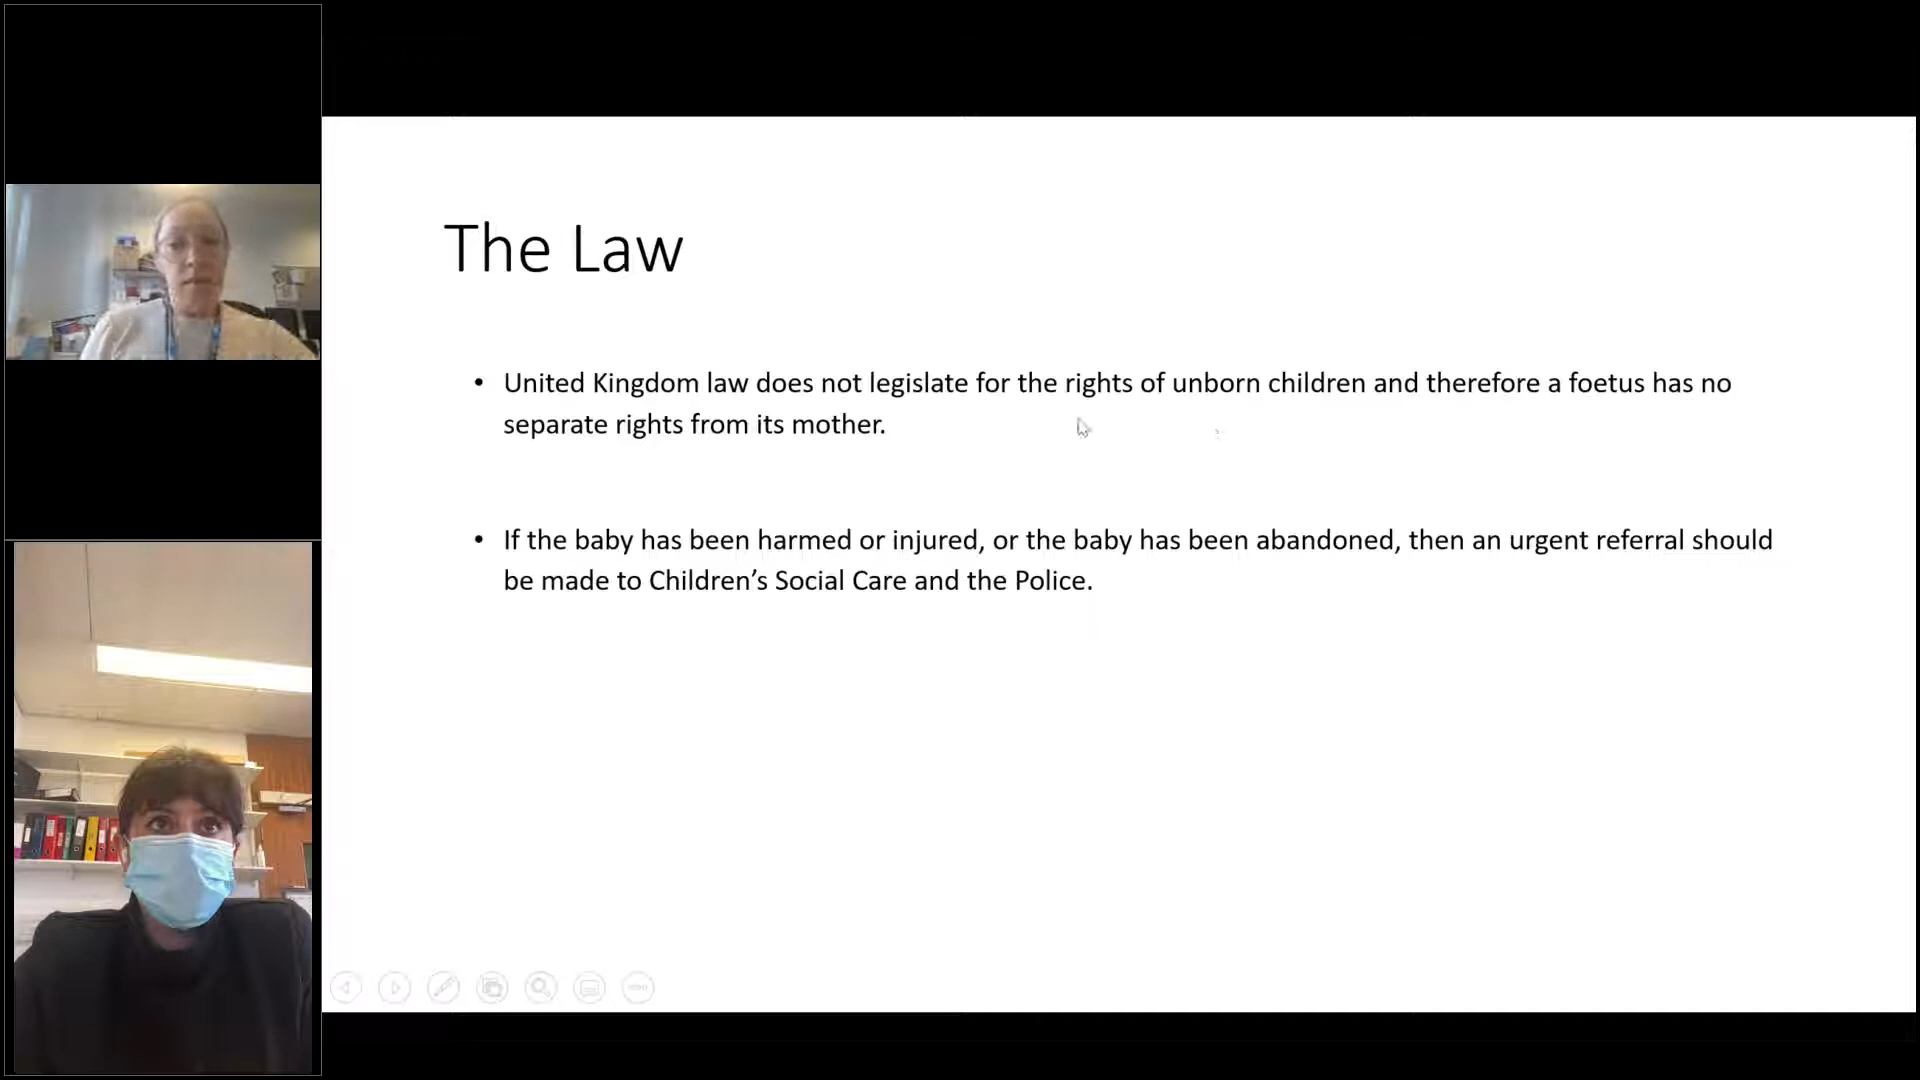 The Law
• United Kingdom law does not legislate for the rights of unborn children and therefore a foetus has no
separate rights from its mother.
• If the baby has been harmed or injured, or the baby has been abandoned, then an urgent referral should
be made to Children’s Social Care and the Police.